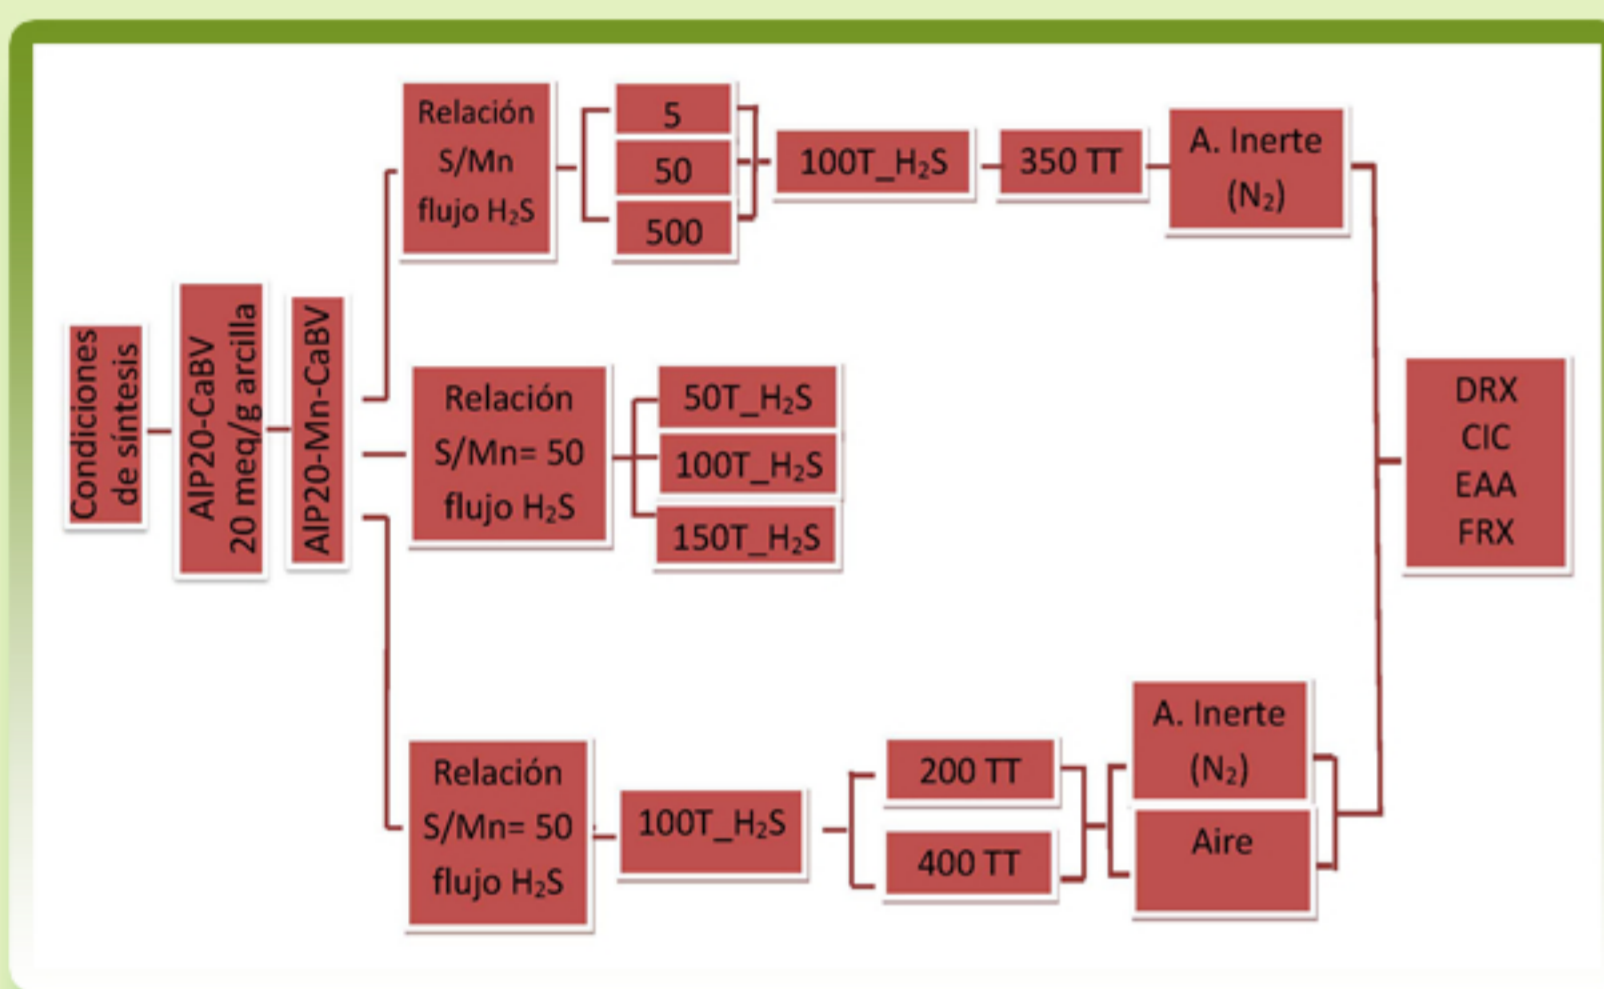 Condiciones
de síntesis
AlP20-CaBV
20 meq/g arcilla
AlP20-Mn-CaBV
Relación
S/Mn
flujo H₂S
5
50
500
100T_H₂S
350 TT
A. Inerte
(N₂)
Relación
S/Mn= 50
flujo H₂S
50T_H₂S
100T_H₂S
150T_H₂S
Relación
S/Mn= 50
flujo H₂S
100T_H₂S
200 TT
400 TT
A. Inerte
(N₂)
Aire
DRX
CIC
EAA
FRX